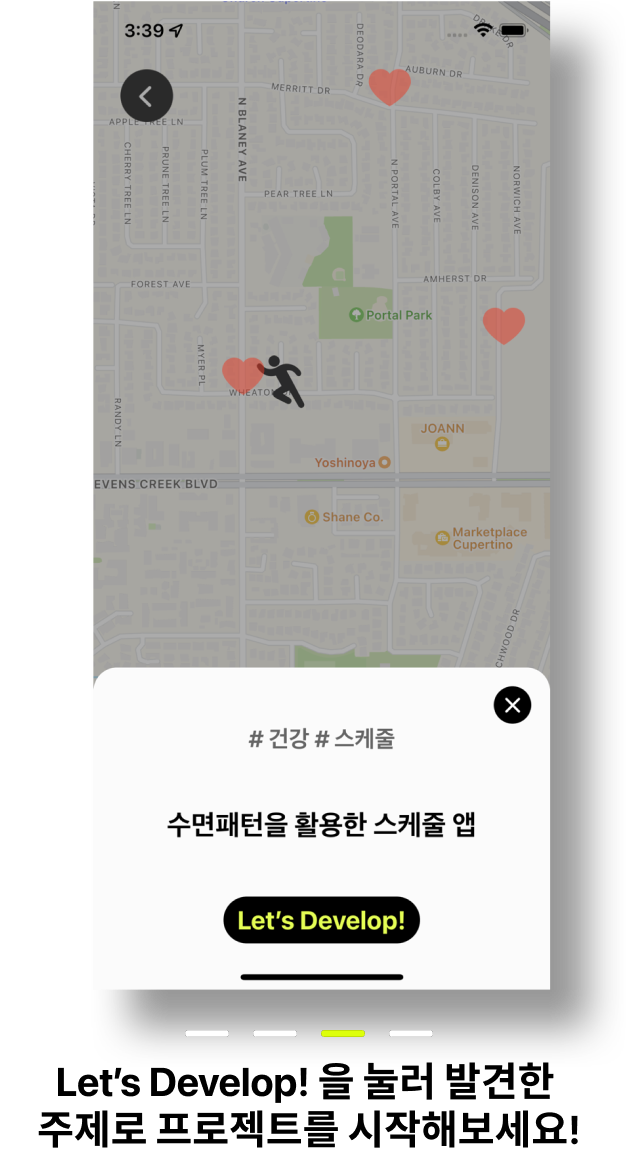 3:39
DR
AUBURN DR
DEODARA DR
MERRITT DR
APPLE TREE LN
N BLANEY AVE
CHERRY TREE LN
PRUNE TREE LN
PLUM TREE LN
PEAR TREE LN
N PORTAL AVE
COLBY AVE
DENISON AVE
NORWICH AVE
FOREST AVE
AMHERST DR
Portal Park
MYER PL
WHEATON
RANDY LN
JOANN
Yoshinoya
EVENS CREEK BLVD
Shane Co.
Marketplace
Cupertino
CHWOOD DR
# 건강 # 스케줄
수면패턴을 활용한 스케줄 앱
Let's Develop!
Let's Develop! 을 눌러 발견한
주제로 프로젝트를 시작해보세요!